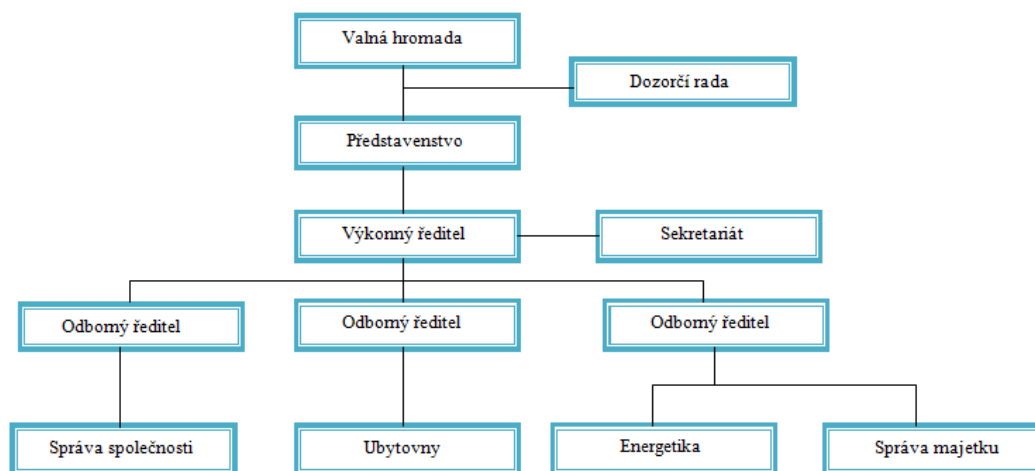 Valná hromada
Dozorčí rada
Představenstvo
Výkonný ředitel
Sekretariát
Odborný ředitel
Odborný ředitel
Odborný ředitel
Správa společnosti
Ubytovny
Energetika
Správa majetku